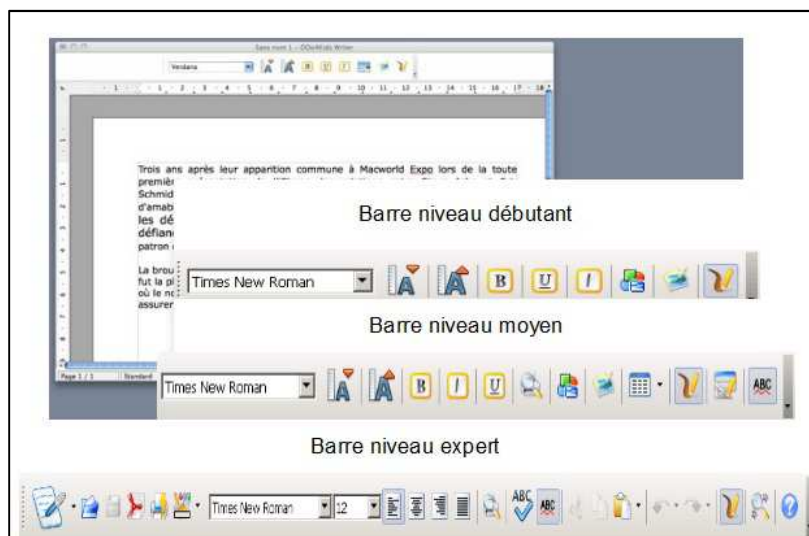 Sans nom 1 - OOo4Kids Writer
Verdana
Trois ans après leur apparition commune à Macworld Expo lors de la toute
premièr
Schmid
d'amab
les dé
défian
patron
La brou
fut la pl
où le no
assurer
Page 1 / 1 Standard
Barre niveau débutant
Times New Roman B U I
Barre niveau moyen
Times New Roman B I U ABC
Barre niveau expert
Times New Roman 12 ABC ABC